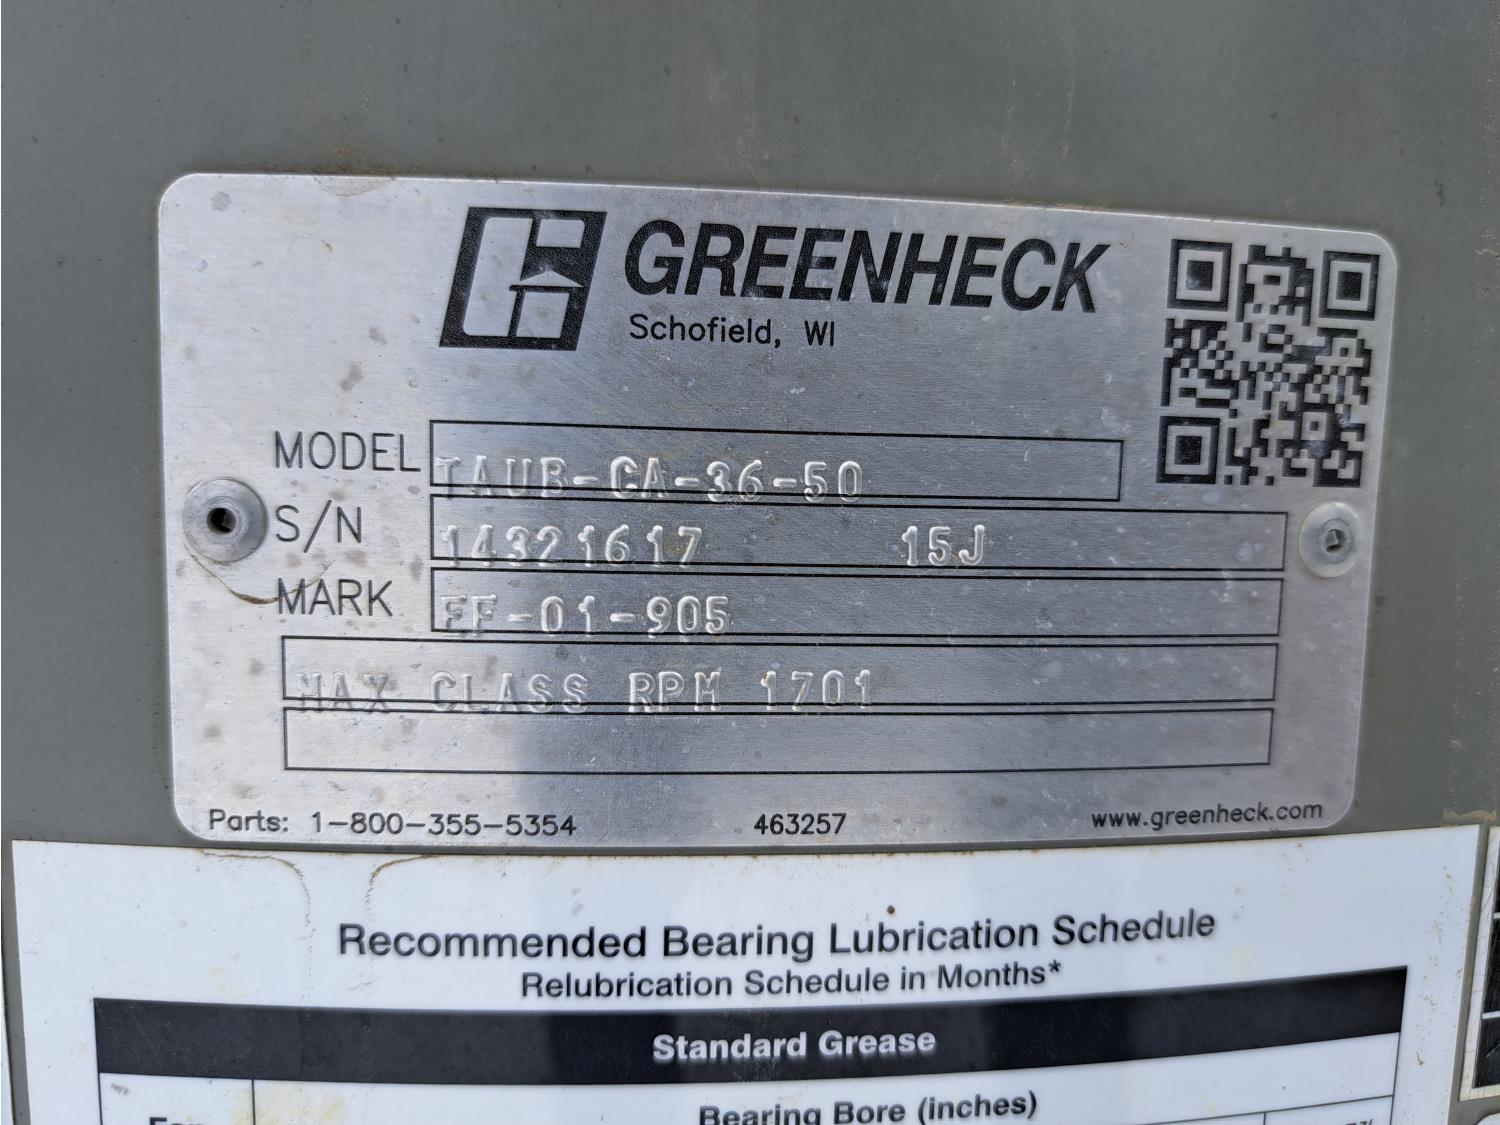 GREENHECK
Schofield, WI
MODEL TAUB-CA-36-50
S/N 14321617 15J
MARK EF-01-905
MAX CLASS RPM 1701
Parts: 1-800-355-5354 463257 www.greenheck.com
Recommended Bearing Lubrication Schedule
Relubrication Schedule in Months*
Standard Grease
Bearing Bore (inches)